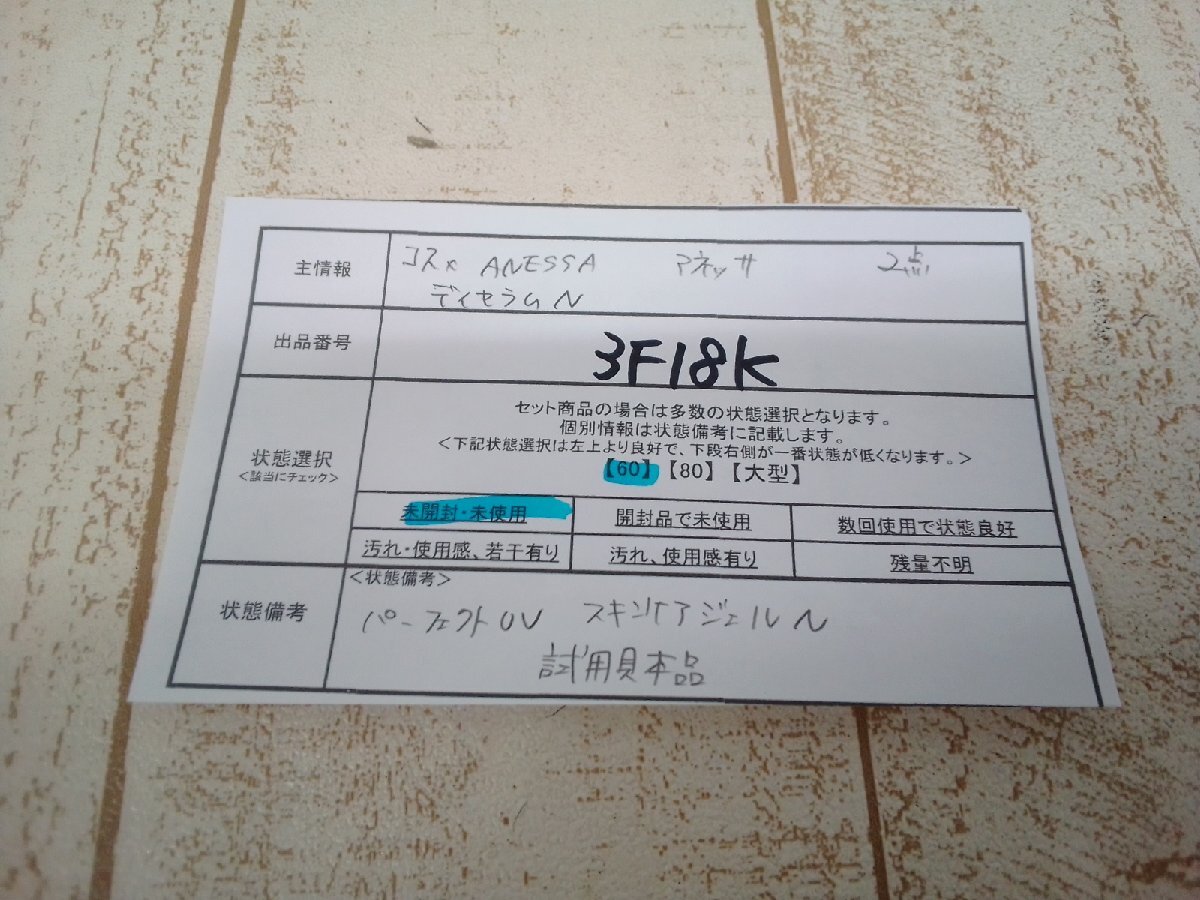 主情報
コスメ ANESSA アネッサ 2点
デイセラム N
出品番号
3F18K
状態選択
<該当にチェック>
セット商品の場合は多数の状態選択となります。
個別情報は状態備考に記載します。
<下記状態選択は左上より良好で、下段右側が一番状態が低くなります。>
【60】【80】【大型】
未開封・未使用 開封品で未使用 数回使用で状態良好
汚れ・使用感、若干有り 汚れ、使用感有り 残量不明
状態備考
<状態備考>
パーフェクトUV スキンケアジェル N
試用見本品